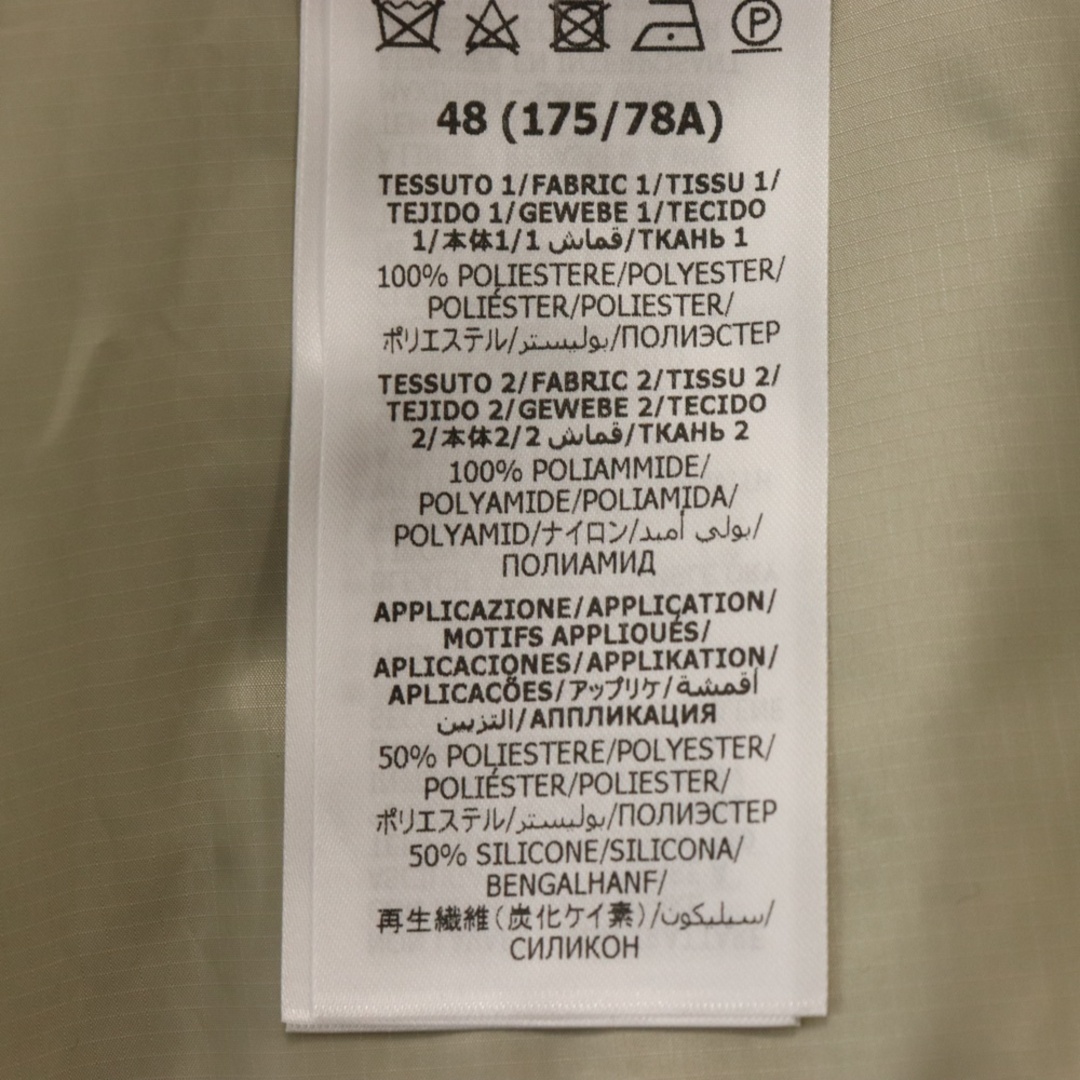 P
48 (175/78A)
TESSUTO 1/FABRIC 1/TISSU 1/
TEJIDO 1/GEWEBE 1/TECIDO
1/本体1/قماش 1/ТКАНЬ 1
100% POLIESTERE/POLYESTER/
POLIÉSTER/POLIESTER/
ポリエステル/بوليستر/ПОЛИЭСТЕР
TESSUTO 2/FABRIC 2/TISSU 2/
TEJIDO 2/GEWEBE 2/TECIDO
2/本体2/قماش 2/ТКАНЬ 2
100% POLIAMMIDE/
POLYAMIDE/POLIAMIDA/
POLYAMID/ナイロン/بولي أميد/
ПОЛИАМИД
APPLICAZIONE/APPLICATION/
MOTIFS APPLIQUÉS/
APLICACIONES/APPLIKATION/
APLICACÕES/アップリケ/أقمشة
التزيين/АППЛИКАЦИЯ
50% POLIESTERE/POLYESTER/
POLIÉSTER/POLIESTER/
ポリエステル/بوليستر/ПОЛИЭСТЕР
50% SILICONE/SILICONA/
BENGALHANF/
再生繊維(炭化ケイ素)/سيليكون/
СИЛИКОН